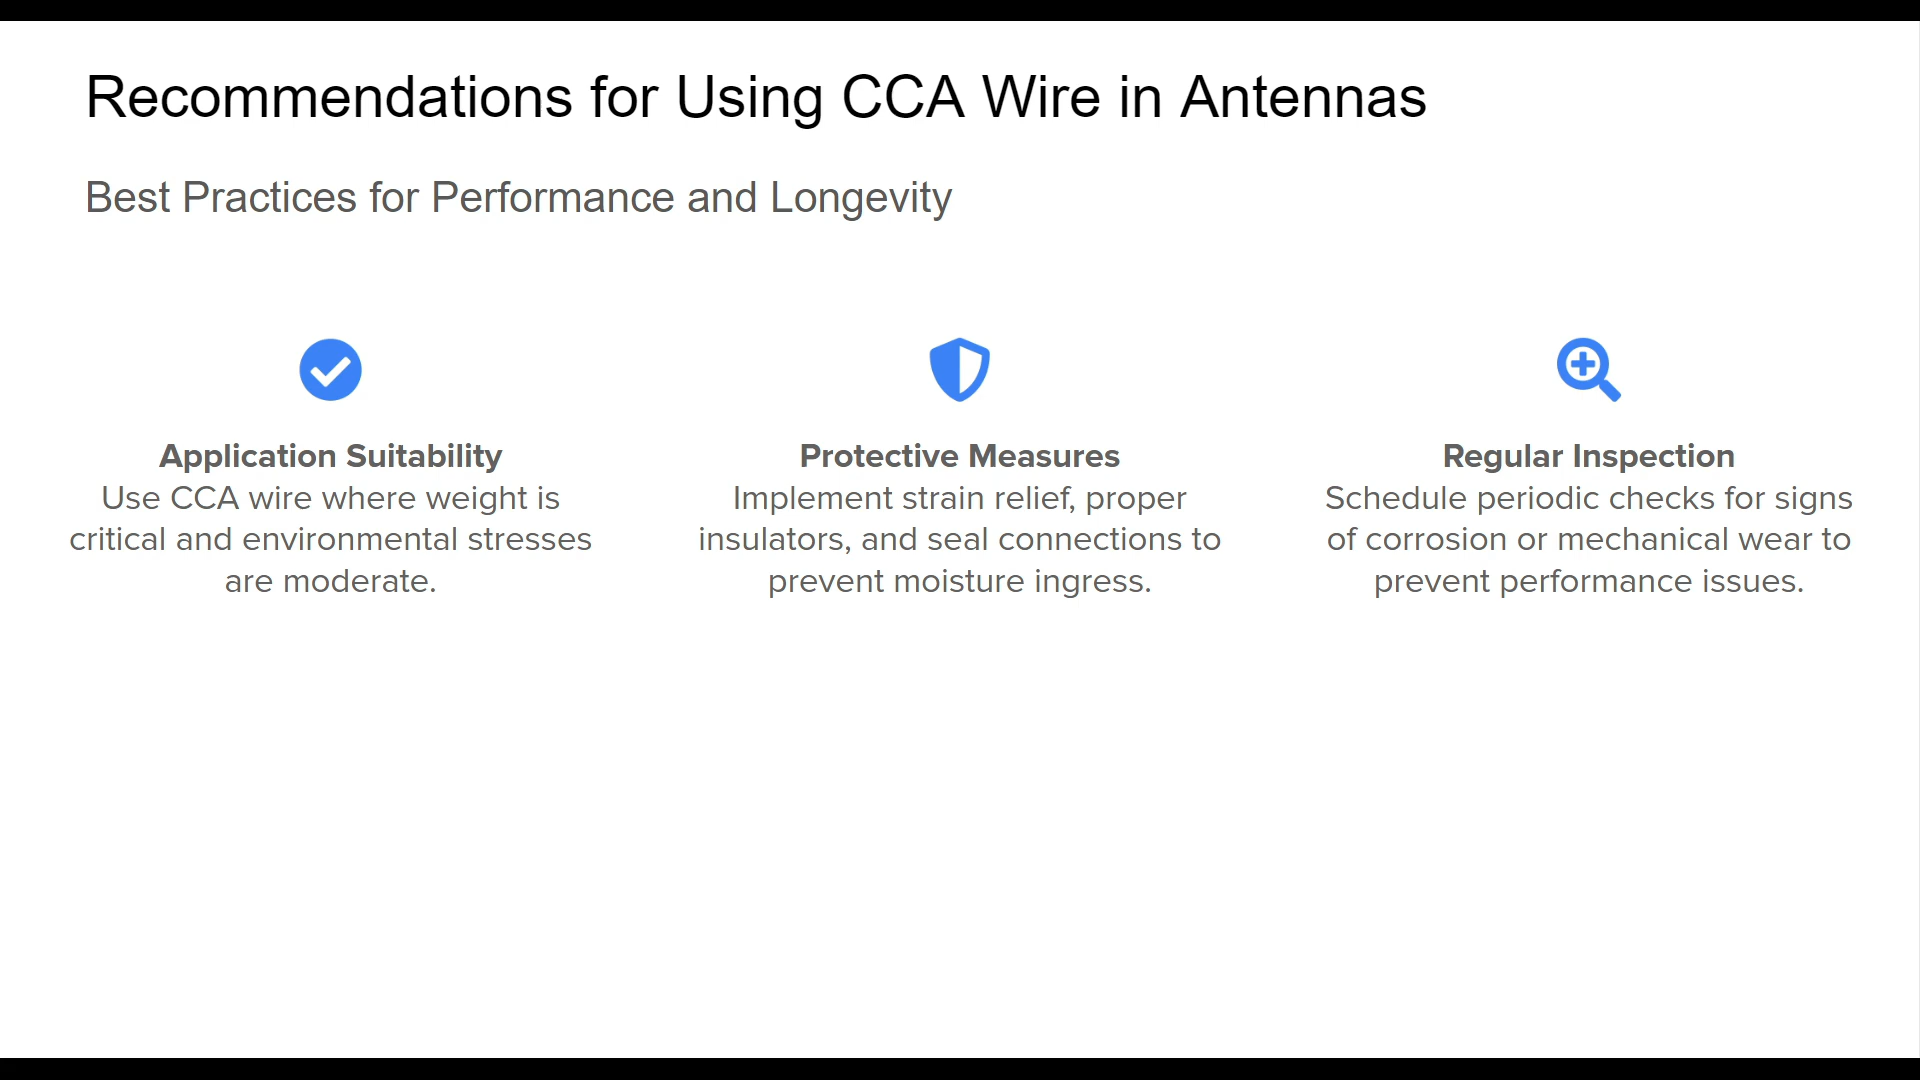 Recommendations for Using CCA Wire in Antennas
Best Practices for Performance and Longevity
Application Suitability
Use CCA wire where weight is
critical and environmental stresses
are moderate.
Protective Measures
Implement strain relief, proper
insulators, and seal connections to
prevent moisture ingress.
Regular Inspection
Schedule periodic checks for signs
of corrosion or mechanical wear to
prevent performance issues.